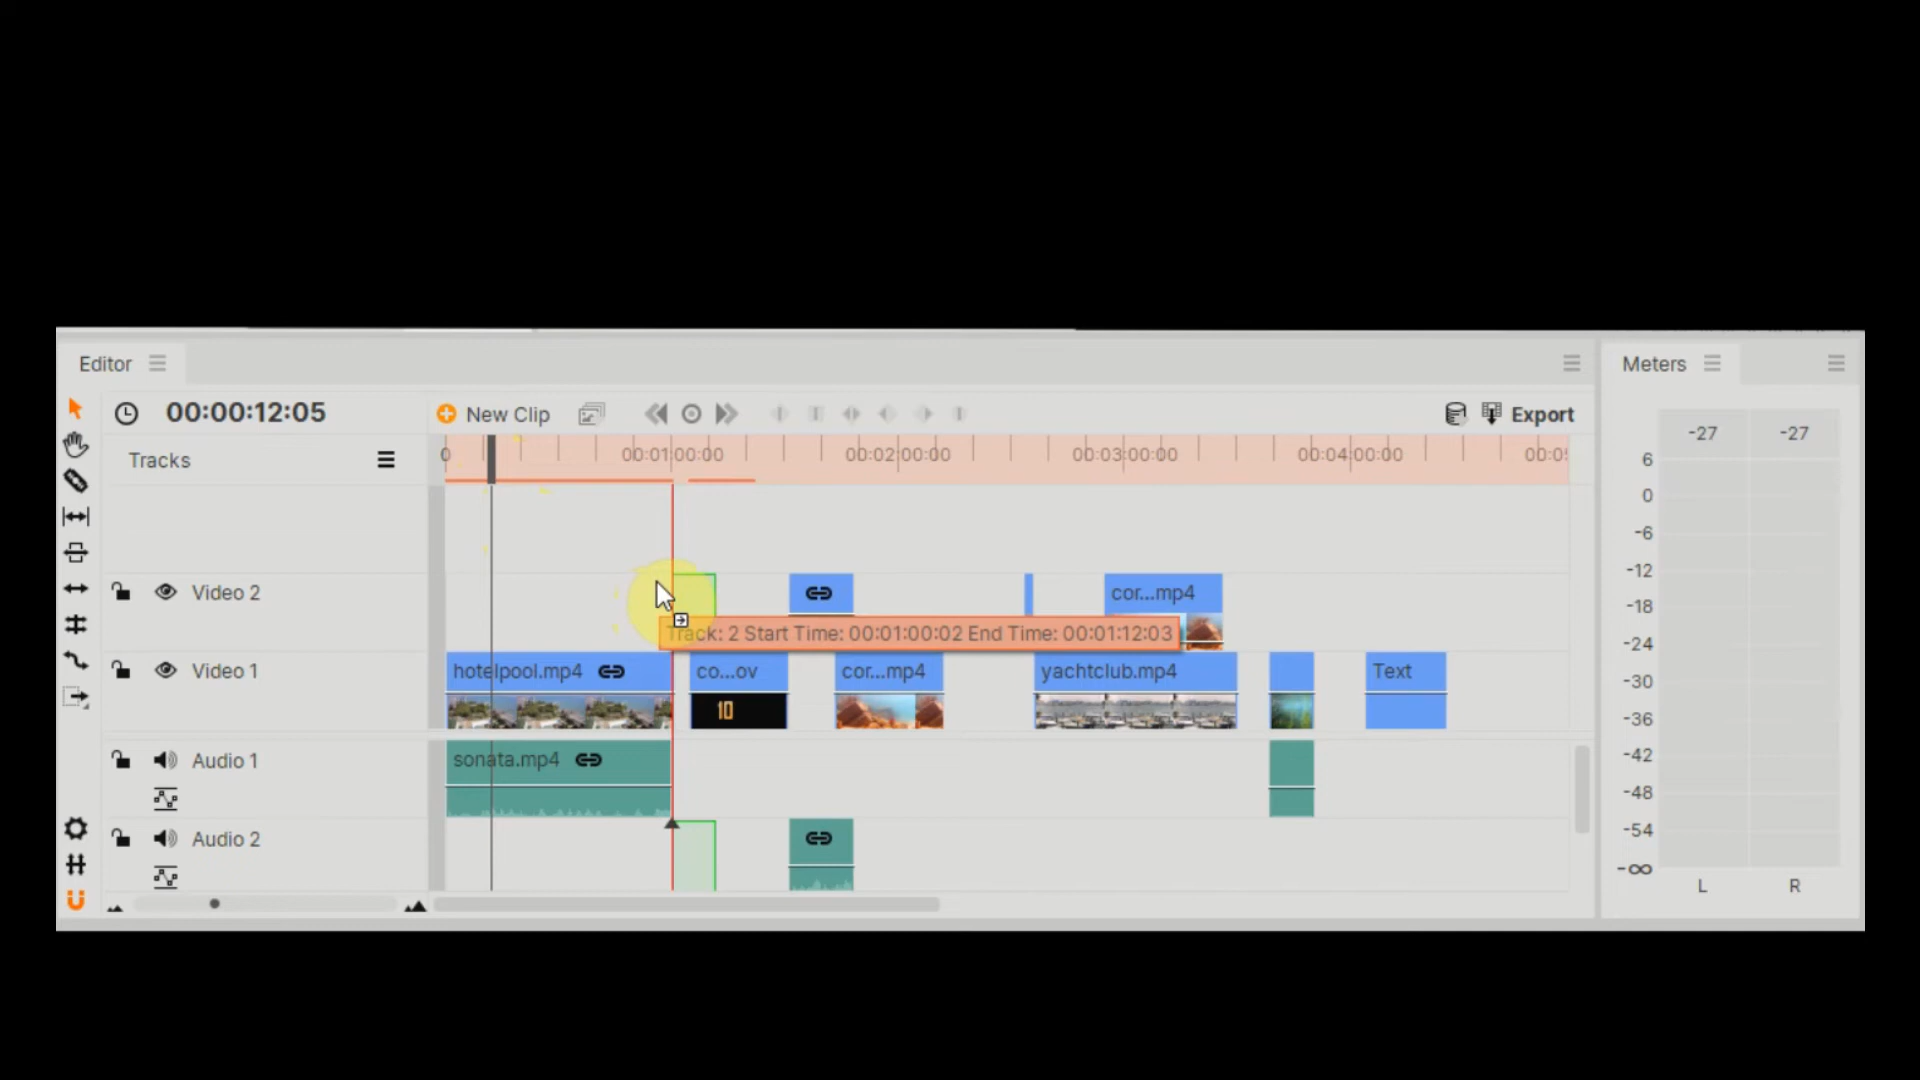 Editor
Meters
00:00:12:05
New Clip
Export
Tracks
0
00:01:00:00
00:02:00:00
00:03:00:00
00:04:00:00
Video 2
cor...mp4
Track: 2 Start Time: 00:01:00:02 End Time: 00:01:12:03
Video 1
hotelpool.mp4
co...ov
cor...mp4
yachtclub.mp4
Text
10
Audio 1
sonata.mp4
Audio 2
-27 -27
6
0
-6
-12
-18
-24
-30
-36
-42
-48
-54
-∞
L R